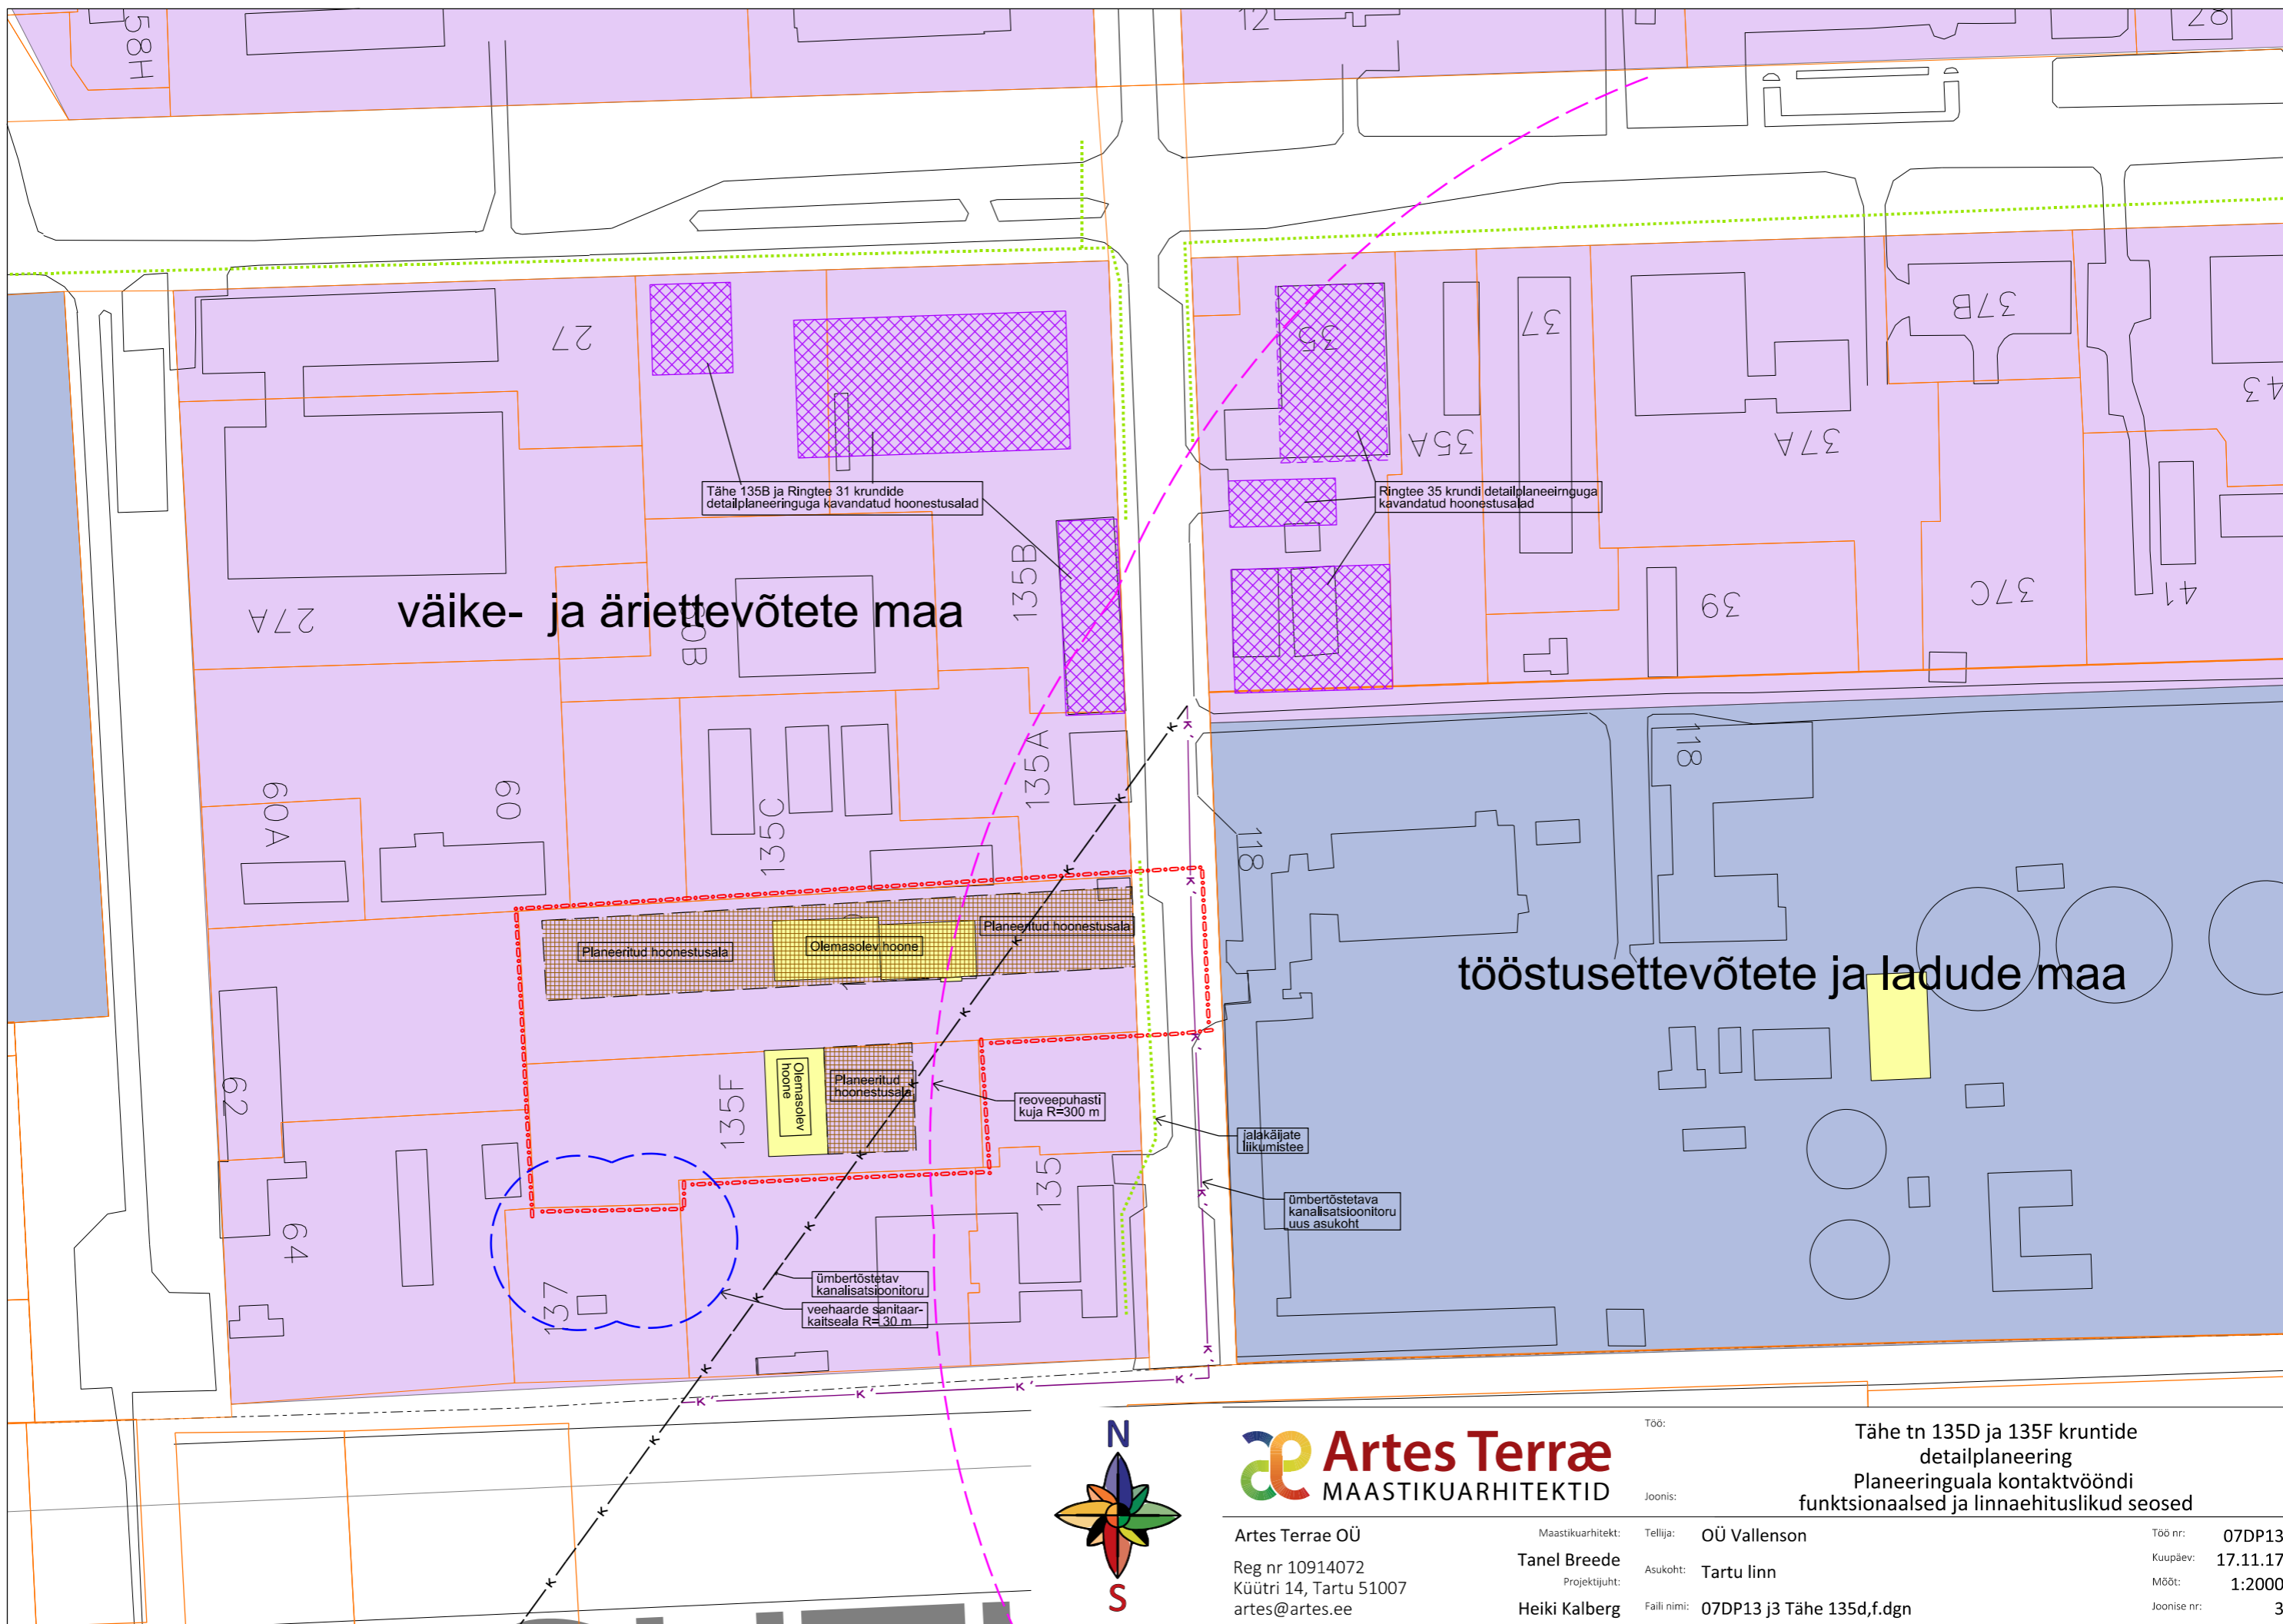 58H
12
87
27
35
37
37B
43
35A
37A
Tähe 135B ja Ringtee 31 krundide
detailplaneeringuga kavandatud hoonestusalad
Ringtee 35 krundi detailplaneeirnguga
kavandatud hoonestusalad
135B
27A
väike- ja äriettevõtete maa
60B
39
37C
41
K
K'
135A
118
118
60A
60
135C
Planeeritud hoonestusala
Olemasolev hoone
Planeeritud hoonestusala
tööstusettevõtete ja ladude maa
62
135F
Olemasolev
hoone
Planeeritud
hoonestusala
reoveepuhasti
kuja R=300 m
jalakäijate
liikumistee
135
ümbertõstetava
kanalisatsioonitoru
uus asukoht
64
137
ümbertõstetav
kanalisatsioonitoru
veehaarde sanitaar-
kaitseala R= 30 m
N
S
Artes Terræ
MAASTIKUARHITEKTID
Töö:
Tähe tn 135D ja 135F kruntide
detailplaneering
Joonis:
Planeeringuala kontaktvööndi
funktsionaalsed ja linnaehituslikud seosed
Artes Terrae OÜ
Reg nr 10914072
Küütri 14, Tartu 51007
artes@artes.ee
Maastikuarhitekt:
Tanel Breede
Projektijuht:
Heiki Kalberg
Tellija: OÜ Vallenson
Asukoht: Tartu linn
Faili nimi: 07DP13 j3 Tähe 135d,f.dgn
Töö nr: 07DP13
Kuupäev: 17.11.17
Mõõt: 1:2000
Joonise nr: 3